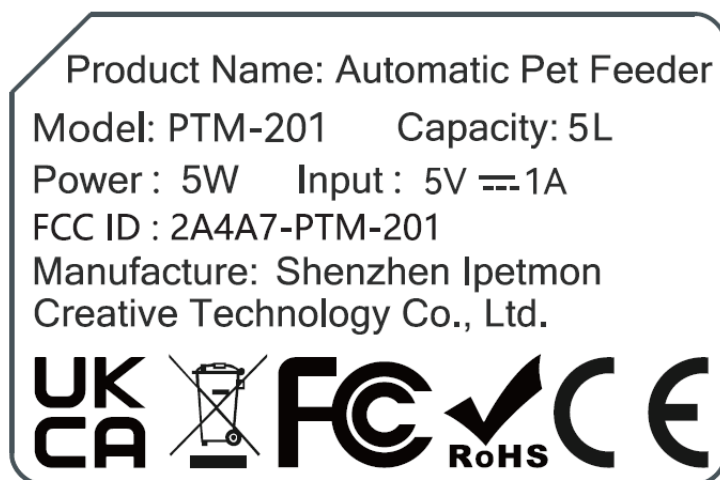 Product Name: Automatic Pet Feeder
Model: PTM-201 Capacity: 5L
Power : 5W Input : 5V ⎓ 1A
FCC ID : 2A4A7-PTM-201
Manufacture: Shenzhen Ipetmon
Creative Technology Co., Ltd.
UK
CA
FC
RoHS
CE